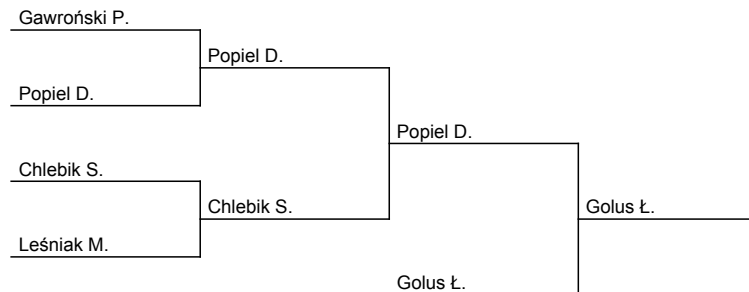 Gawroński P.
Popiel D.
Popiel D.
Popiel D.
Chlebik S.
Chlebik S.
Golus Ł.
Leśniak M.
Golus Ł.